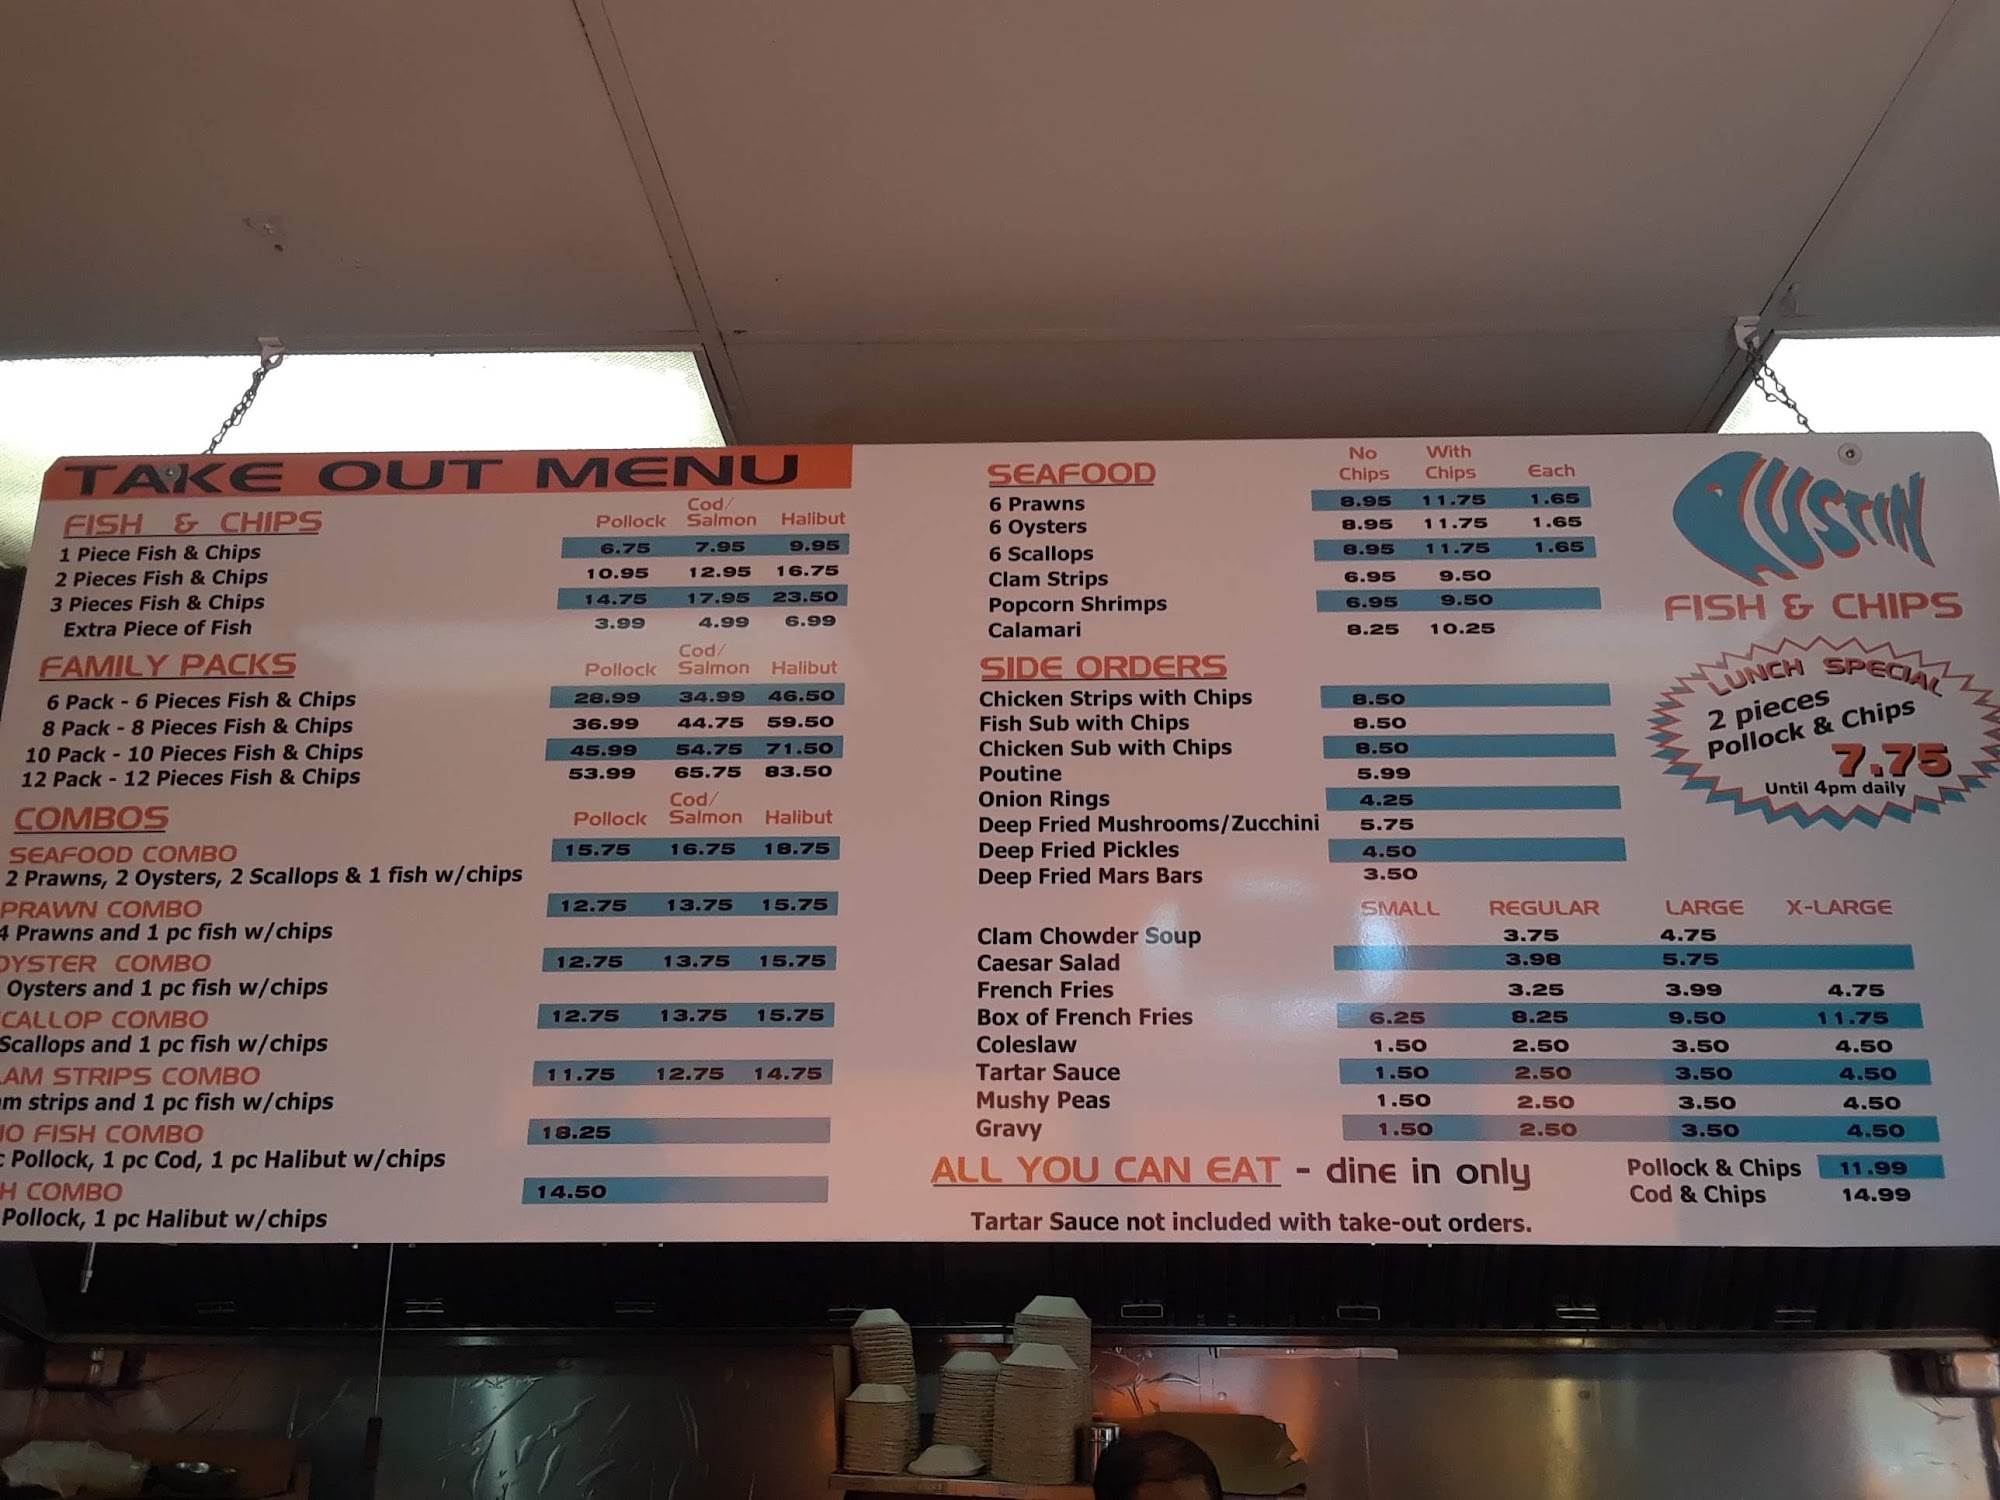 TAKE OUT MENU
FISH & CHIPS Pollock Cod/ Salmon Halibut
1 Piece Fish & Chips 6.75 7.95 9.95
2 Pieces Fish & Chips 10.95 12.95 16.75
3 Pieces Fish & Chips 14.75 17.95 23.50
Extra Piece of Fish 3.99 4.99 6.99
FAMILY PACKS Pollock Cod/ Salmon Halibut
6 Pack - 6 Pieces Fish & Chips 28.99 34.99 46.50
8 Pack - 8 Pieces Fish & Chips 36.99 44.75 59.50
10 Pack - 10 Pieces Fish & Chips 45.99 54.75 71.50
12 Pack - 12 Pieces Fish & Chips 53.99 65.75 83.50
COMBOS Pollock Cod/ Salmon Halibut
SEAFOOD COMBO 15.75 16.75 18.75
2 Prawns, 2 Oysters, 2 Scallops & 1 fish w/chips
PRAWN COMBO 12.75 13.75 15.75
4 Prawns and 1 pc fish w/chips
OYSTER COMBO 12.75 13.75 15.75
Oysters and 1 pc fish w/chips
CALLOP COMBO 12.75 13.75 15.75
Scallops and 1 pc fish w/chips
LAM STRIPS COMBO 11.75 12.75 14.75
m strips and 1 pc fish w/chips
IO FISH COMBO 18.25
c Pollock, 1 pc Cod, 1 pc Halibut w/chips
H COMBO 14.50
Pollock, 1 pc Halibut w/chips
SEAFOOD No Chips With Chips Each
6 Prawns 8.95 11.75 1.65
6 Oysters 8.95 11.75 1.65
6 Scallops 8.95 11.75 1.65
Clam Strips 6.95 9.50
Popcorn Shrimps 6.95 9.50
Calamari 8.25 10.25
SIDE ORDERS
Chicken Strips with Chips 8.50
Fish Sub with Chips 8.50
Chicken Sub with Chips 8.50
Poutine 5.99
Onion Rings 4.25
Deep Fried Mushrooms/Zucchini 5.75
Deep Fried Pickles 4.50
Deep Fried Mars Bars 3.50
SMALL REGULAR LARGE X-LARGE
Clam Chowder Soup 3.75 4.75
Caesar Salad 3.98 5.75
French Fries 3.25 3.99 4.75
Box of French Fries 6.25 8.25 9.50 11.75
Coleslaw 1.50 2.50 3.50 4.50
Tartar Sauce 1.50 2.50 3.50 4.50
Mushy Peas 1.50 2.50 3.50 4.50
Gravy 1.50 2.50 3.50 4.50
ALL YOU CAN EAT - dine in only
Pollock & Chips 11.99
Cod & Chips 14.99
Tartar Sauce not included with take-out orders.
AUSTIN
FISH & CHIPS
LUNCH SPECIAL
2 pieces
Pollock & Chips
7.75
Until 4pm daily